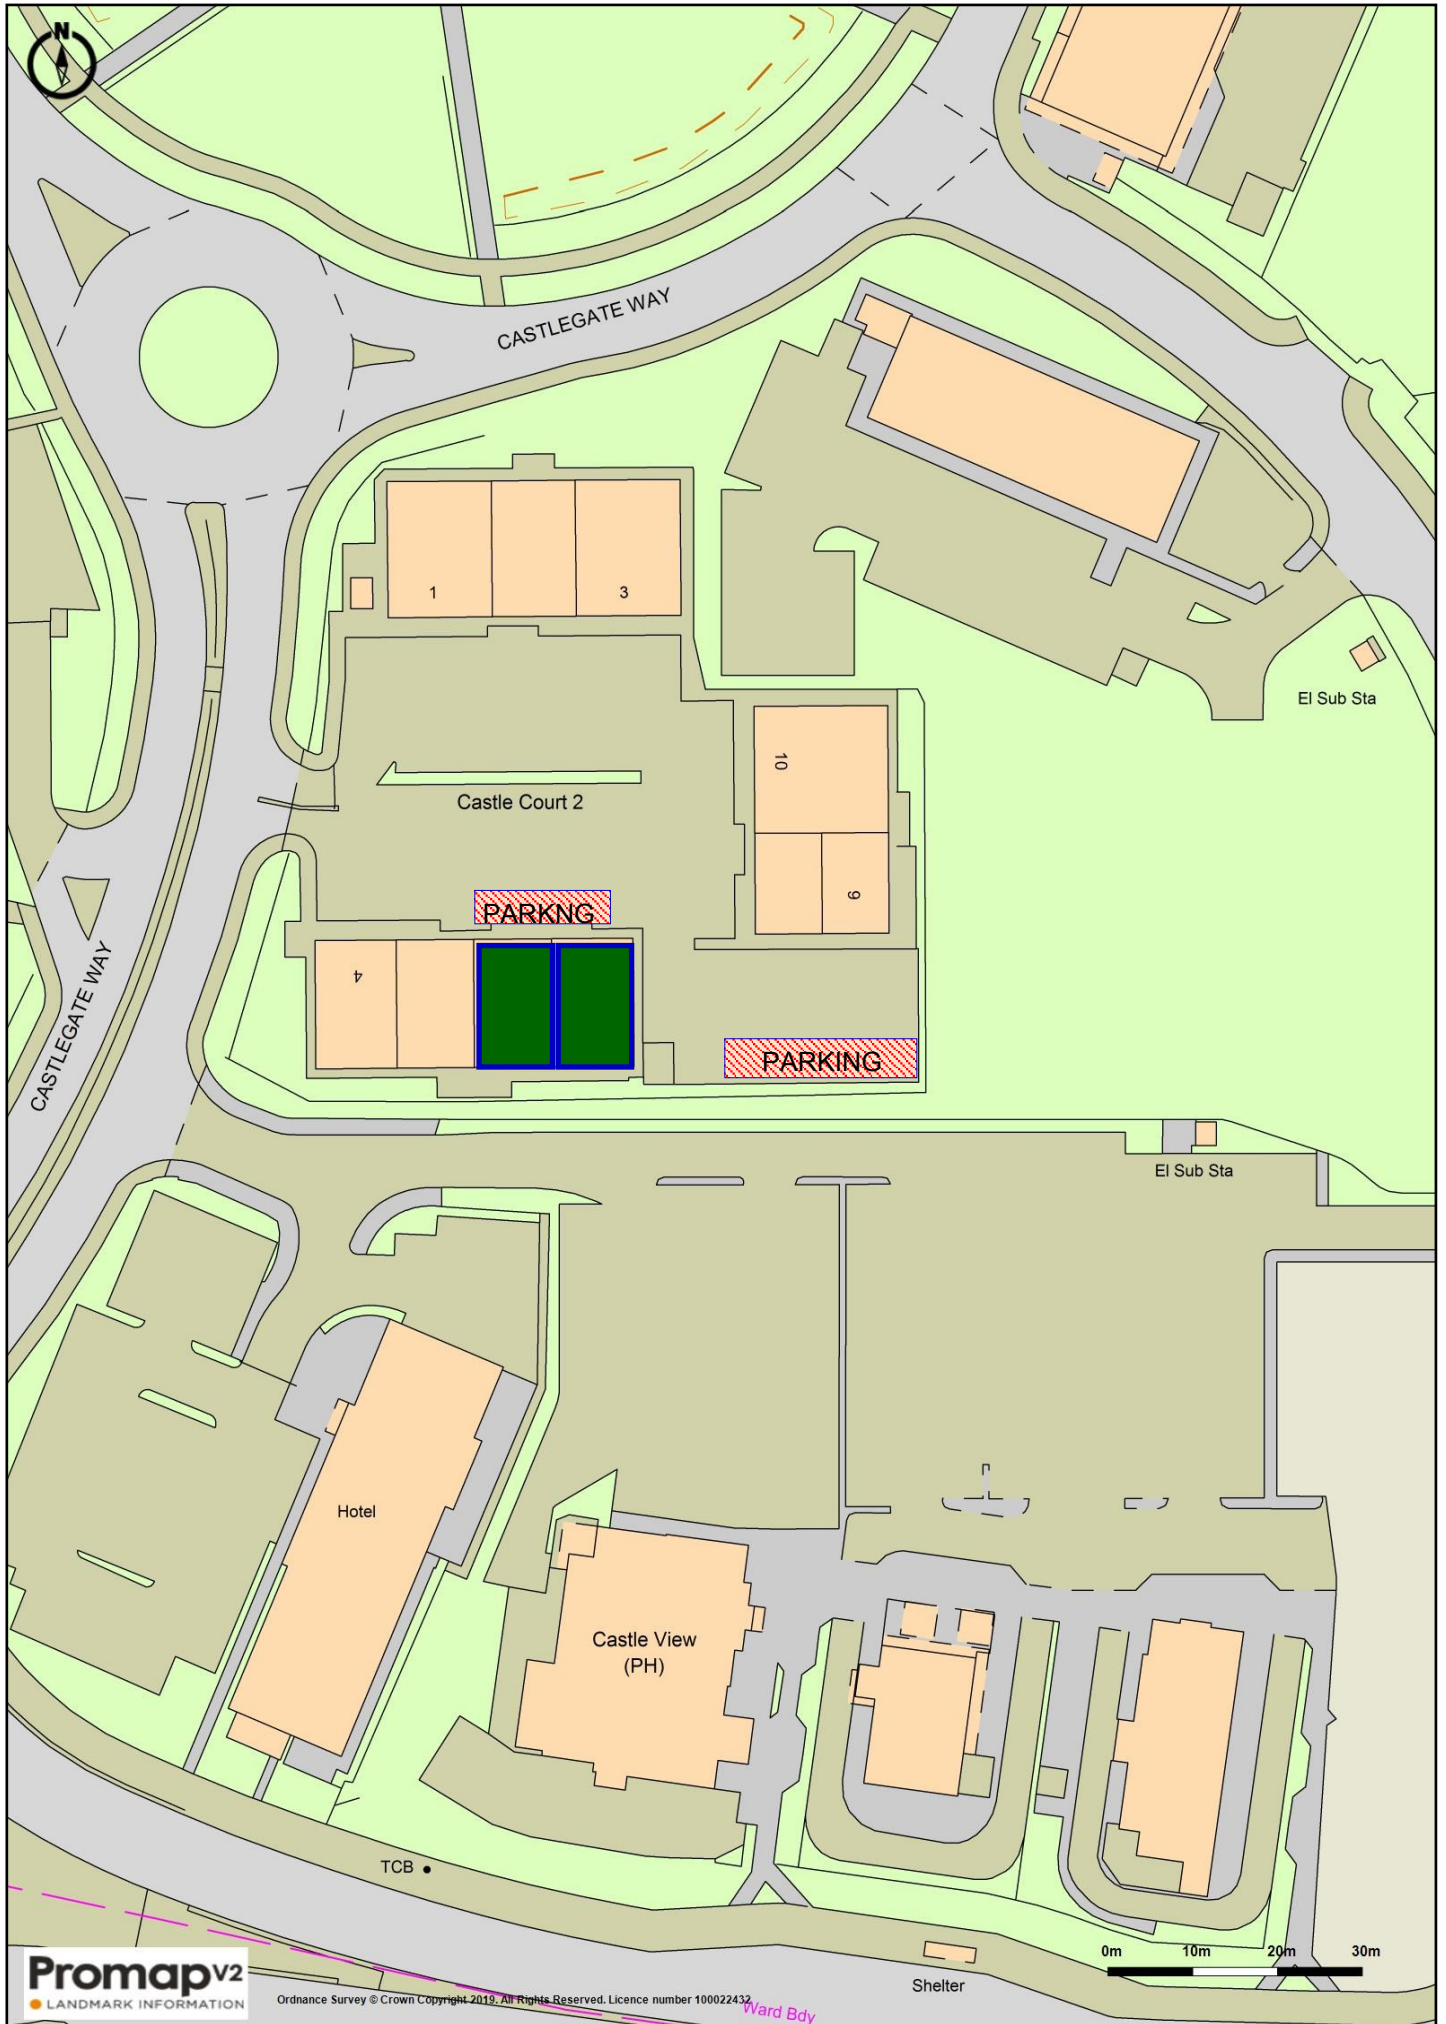 N
CASTLEGATE WAY
1
3
El Sub Sta
10
Castle Court 2
9
PARKNG
4
CASTLEGATE WAY
PARKING
El Sub Sta
Hotel
Castle View
(PH)
TCB
0m 10m 20m 30m
Shelter
Promap V2
LANDMARK INFORMATION
Ordnance Survey © Crown Copyright 2019. All Rights Reserved. Licence number 100022432
Ward Bdy